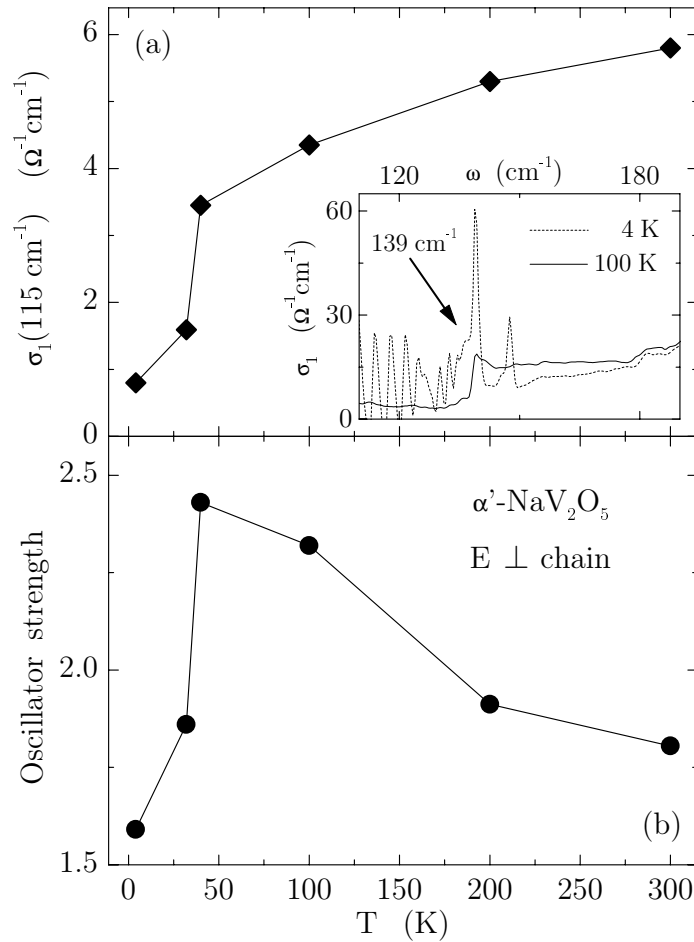 (a)
6
4
2
0
σ₁(115 cm⁻¹) (Ω⁻¹cm⁻¹)
120 ω (cm⁻¹) 180
60
30
0
σ₁ (Ω⁻¹cm⁻¹)
139 cm⁻¹
4 K
100 K
2.5
2.0
1.5
Oscillator strength
α'-NaV₂O₅
E ⊥ chain
(b)
0 50 100 150 200 250 300
T (K)